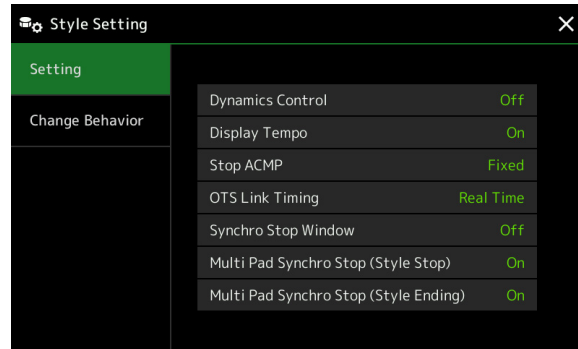 Style Setting
Setting
Change Behavior
Dynamics Control Off
Display Tempo On
Stop ACMP Fixed
OTS Link Timing Real Time
Synchro Stop Window Off
Multi Pad Synchro Stop (Style Stop) On
Multi Pad Synchro Stop (Style Ending) On